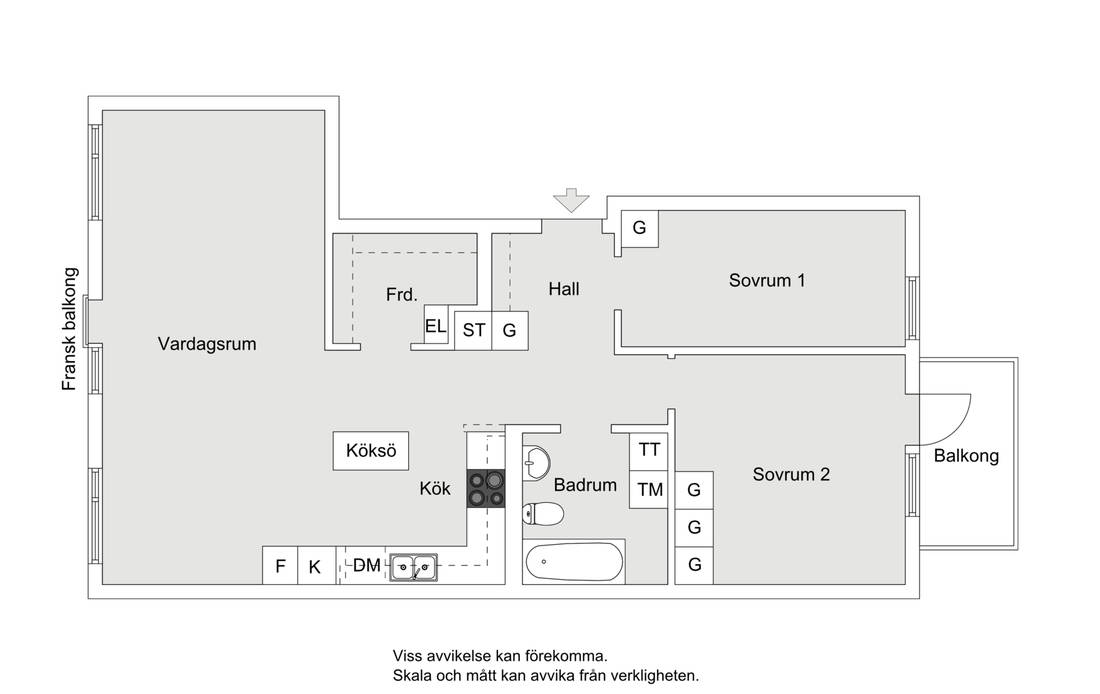 G
Sovrum 1
Hall
Frd.
EL
ST
G
Fransk balkong
Vardagsrum
Köksö
Kök
TT
TM
Badrum
G
G
G
Sovrum 2
Balkong
F
K
DM
Viss avvikelse kan förekomma.
Skala och mått kan avvika från verkligheten.